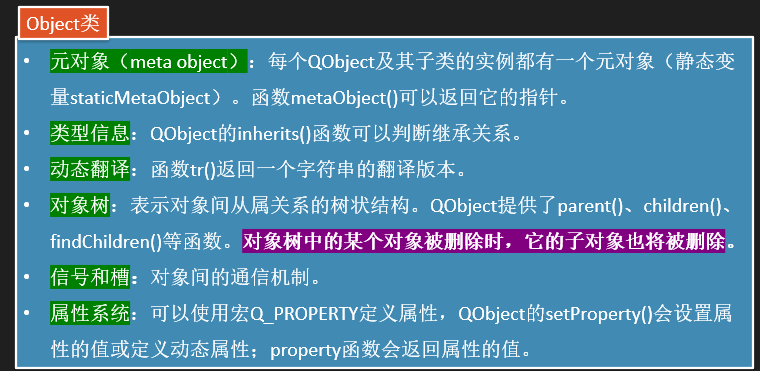 Object类
• 元对象（meta object）：每个QObject及其子类的实例都有一个元对象（静态变
量staticMetaObject）。函数metaObject()可以返回它的指针。
• 类型信息：QObject的inherits()函数可以判断继承关系。
• 动态翻译：函数tr()返回一个字符串的翻译版本。
• 对象树：表示对象间从属关系的树状结构。QObject提供了parent()、children()、
findChildren()等函数。对象树中的某个对象被删除时，它的子对象也将被删除。
• 信号和槽：对象间的通信机制。
• 属性系统：可以使用宏Q_PROPERTY定义属性，QObject的setProperty()会设置属
性的值或定义动态属性；property函数会返回属性的值。